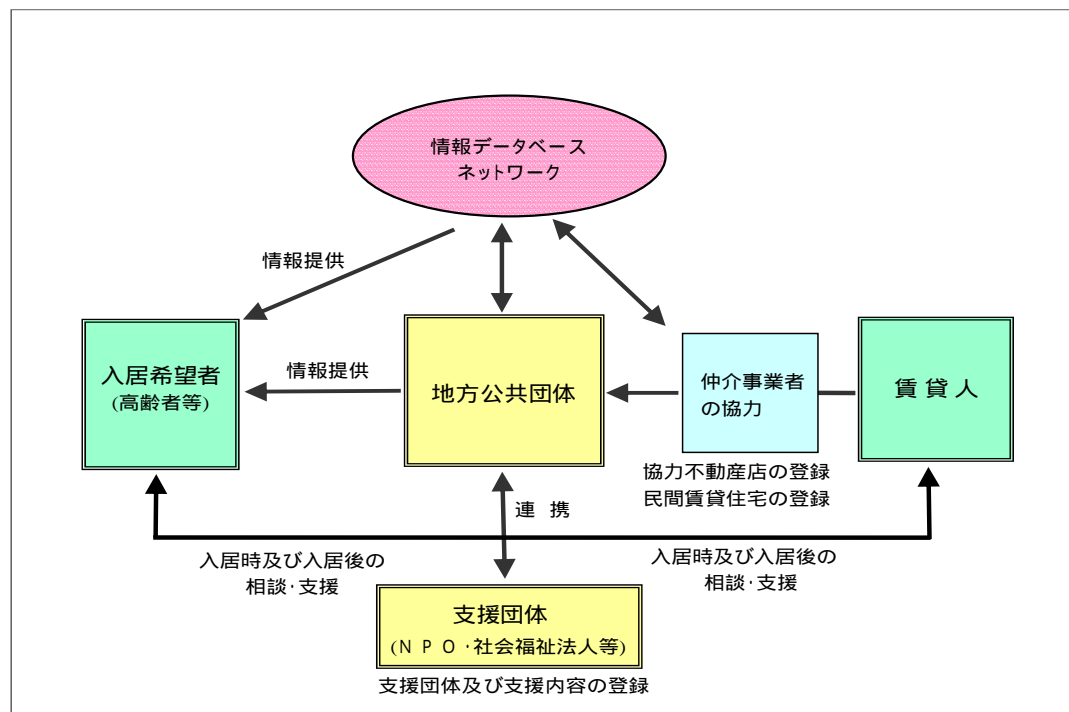 情報データベース
ネットワーク
情報提供
入居希望者
(高齢者等)
情報提供
地方公共団体
仲介事業者
の協力
賃 貸 人
協力不動産店の登録
民間賃貸住宅の登録
連 携
入居時及び入居後の
相談・支援
入居時及び入居後の
相談・支援
支援団体
(ＮＰＯ・社会福祉法人等)
支援団体及び支援内容の登録